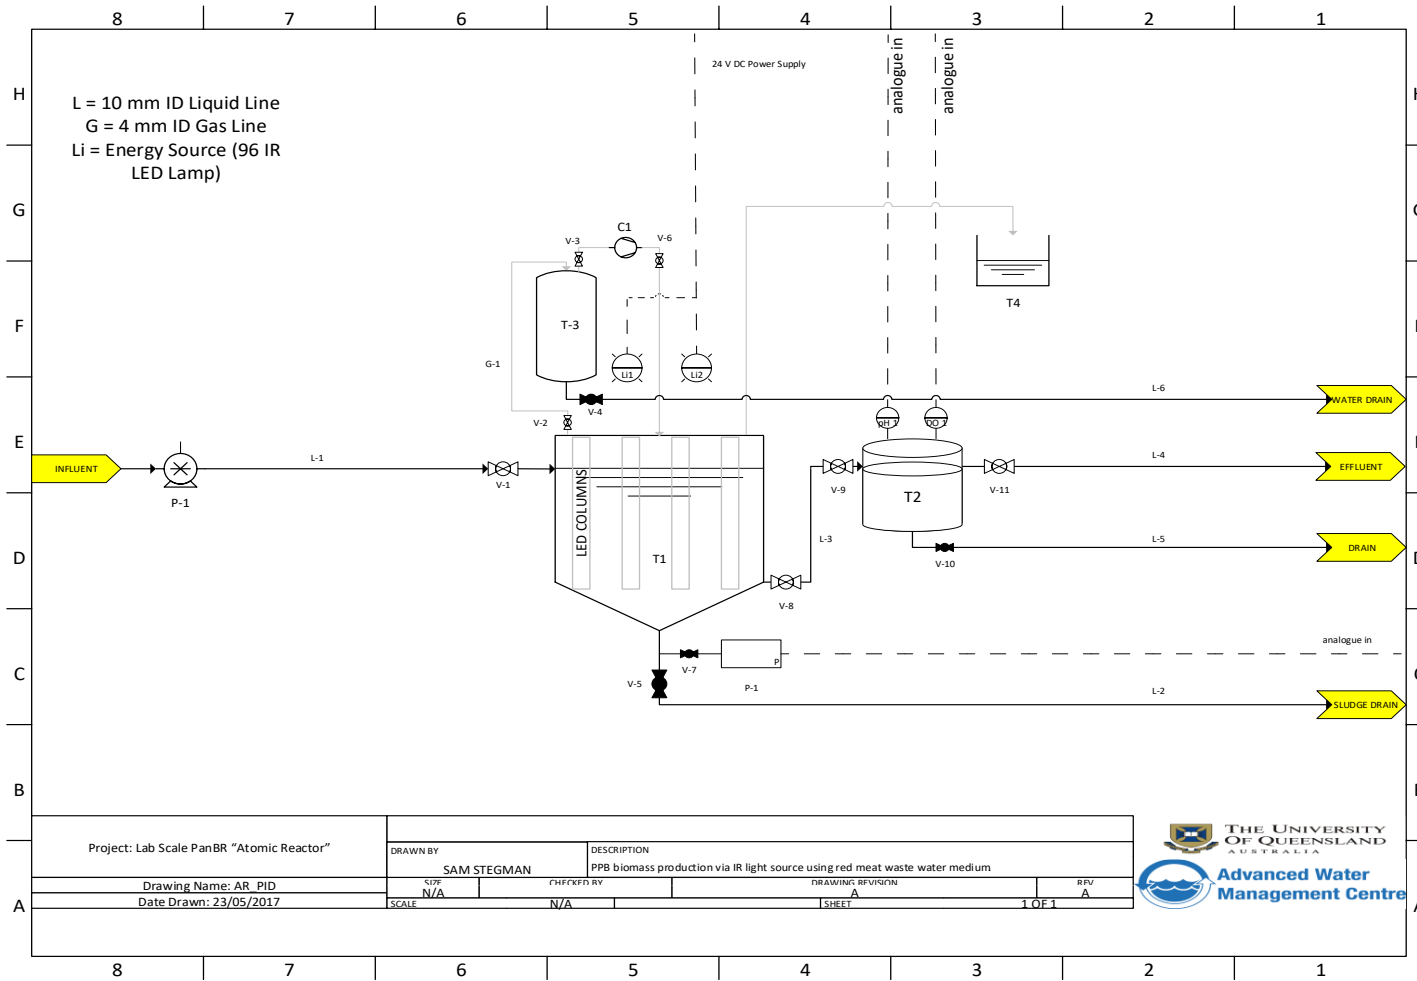 8 7 6 5 4 3 2 1
H
H
G
F
E
D
C
B
A
L = 10 mm ID Liquid Line
G = 4 mm ID Gas Line
Li = Energy Source (96 IR
LED Lamp)
24 V DC Power Supply
analogue in
analogue in
C1
V-3
V-6
T-3
G-1
Li1
Li2
T4
V-4
V-2
L-6
WATER DRAIN
pH 1
DO 1
INFLUENT
P-1
L-1
V-1
LED COLUMNS
T1
V-9
T2
V-11
L-4
EFFLUENT
L-3
V-10
L-5
DRAIN
V-8
V-7
P
P-1
analogue in
V-5
L-2
SLUDGE DRAIN
Project: Lab Scale PanBR “Atomic Reactor”
Drawing Name: AR_PID
Date Drawn: 23/05/2017
DRAWN BY
SAM STEGMAN
DESCRIPTION
PPB biomass production via IR light source using red meat waste water medium
SIZE
N/A
CHECKED BY
DRAWING REVISION
A
REV
A
SCALE
N/A
SHEET
1 OF 1
THE UNIVERSITY
OF QUEENSLAND
AUSTRALIA
Advanced Water
Management Centre
8 7 6 5 4 3 2 1